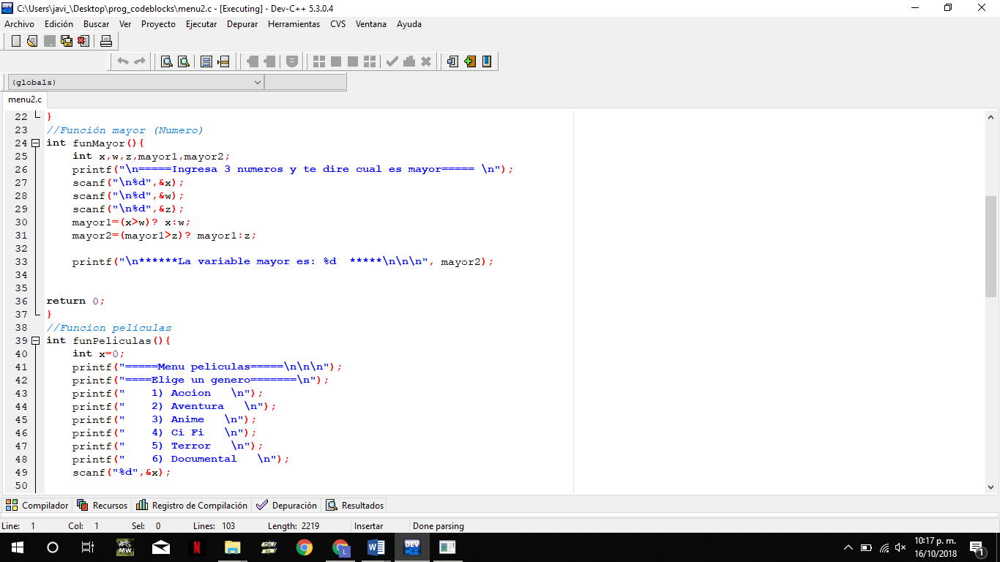 C:\Users\javi_\Desktop\prog_codeblocks\menu2.c - [Executing] - Dev-C++ 5.3.0.4
Archivo Edición Buscar Ver Proyecto Ejecutar Depurar Herramientas CVS Ventana Ayuda
(globals)
menu2.c
22 }
23 //Función mayor (Numero)
24 int funMayor(){
25     int x,w,z,mayor1,mayor2;
26     printf("\n=====Ingresa 3 numeros y te dire cual es mayor===== \n");
27     scanf("\n%d",&x);
28     scanf("\n%d",&w);
29     scanf("\n%d",&z);
30     mayor1=(x>w)? x:w;
31     mayor2=(mayor1>z)? mayor1:z;
32
33     printf("\n******La variable mayor es: %d  *****\n\n\n", mayor2);
34
35
36 return 0;
37 }
38 //Funcion peliculas
39 int funPeliculas(){
40     int x=0;
41     printf("=====Menu peliculas=====\n\n\n");
42     printf("====Elige un genero=======\n");
43     printf("    1) Accion   \n");
44     printf("    2) Aventura   \n");
45     printf("    3) Anime   \n");
46     printf("    4) Ci Fi   \n");
47     printf("    5) Terror   \n");
48     printf("    6) Documental   \n");
49     scanf("%d",&x);
50
Compilador Recursos Registro de Compilación Depuración Resultados
Line: 1 Col: 1 Sel: 0 Lines: 103 Length: 2219 Insertar Done parsing
10:17 p. m.
16/10/2018